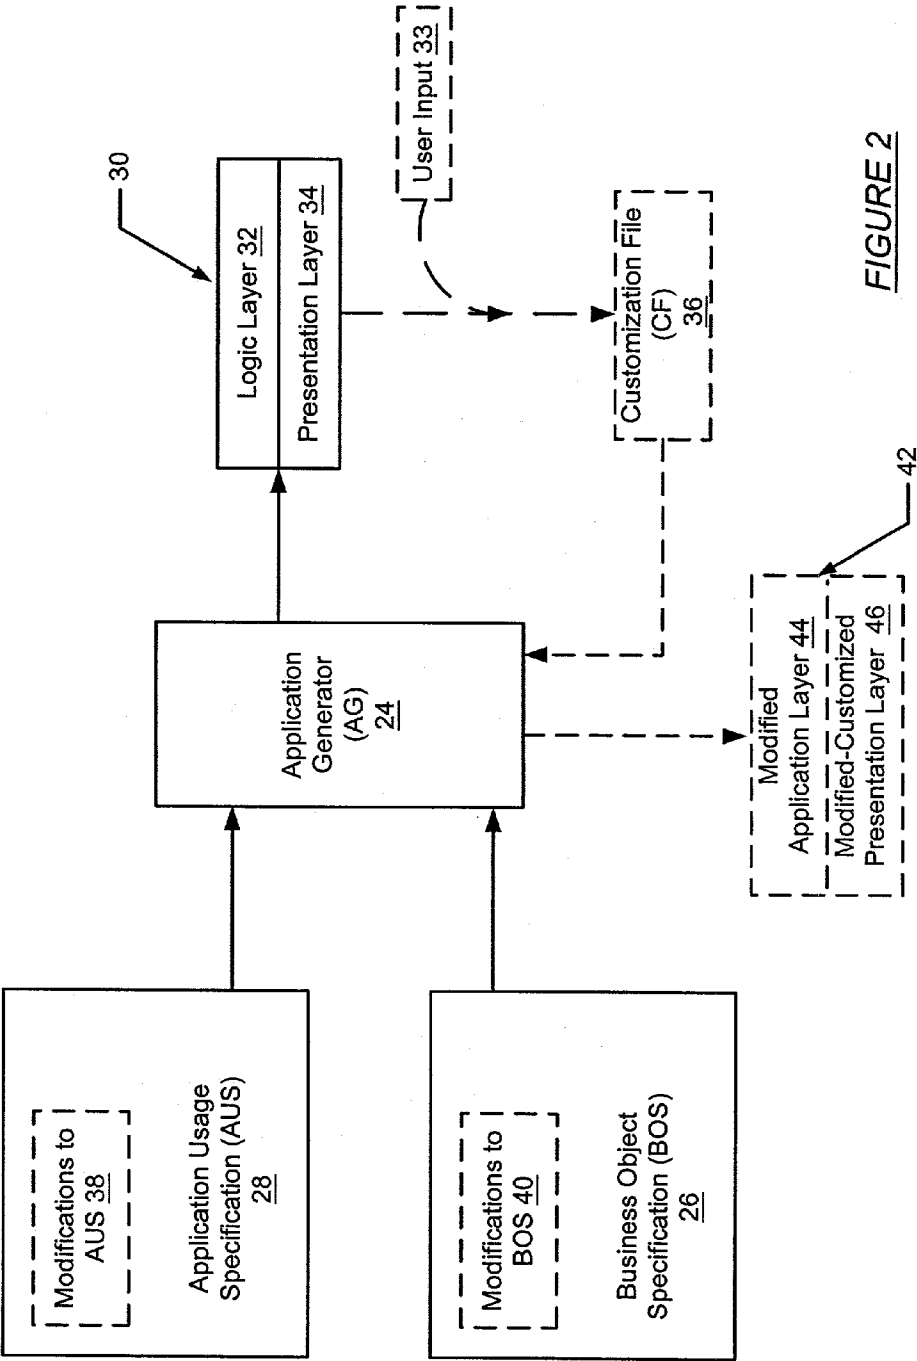 Modifications to
AUS 38
Application Usage
Specification (AUS)
28
Modifications to
BOS 40
Business Object
Specification (BOS)
26
Application
Generator
(AG)
24
30
Logic Layer 32
Presentation Layer 34
User Input 33
Customization File
(CF)
36
42
Modified
Application Layer 44
Modified-Customized
Presentation Layer 46
FIGURE 2